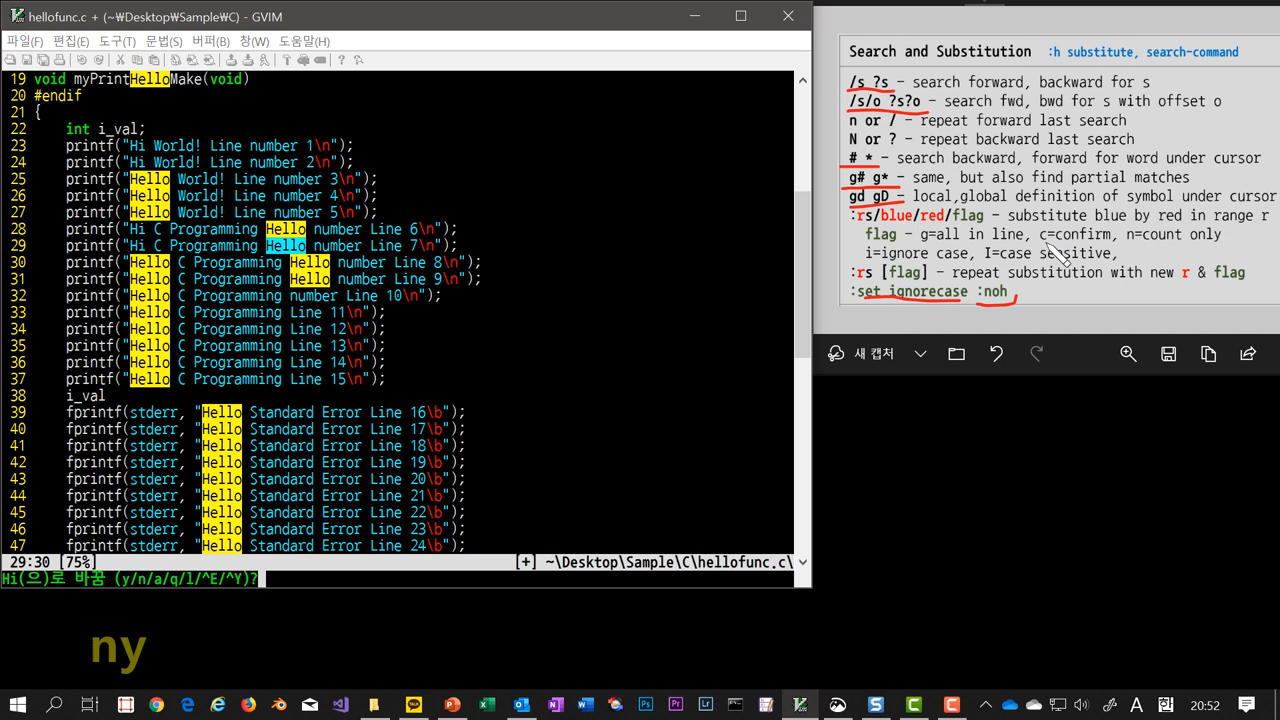 hellofunc.c + (~₩Desktop₩Sample₩C) - GVIM
파일(F) 편집(E) 도구(T) 문법(S) 버퍼(B) 창(W) 도움말(H)
19 void myPrintHelloMake(void)
20 #endif
21 {
22     int i_val;
23     printf("Hi World! Line number 1\n");
24     printf("Hi World! Line number 2\n");
25     printf("Hello World! Line number 3\n");
26     printf("Hello World! Line number 4\n");
27     printf("Hello World! Line number 5\n");
28     printf("Hi C Programming Hello number Line 6\n");
29     printf("Hi C Programming Hello number Line 7\n");
30     printf("Hello C Programming Hello number Line 8\n");
31     printf("Hello C Programming Hello number Line 9\n");
32     printf("Hello C Programming number Line 10\n");
33     printf("Hello C Programming Line 11\n");
34     printf("Hello C Programming Line 12\n");
35     printf("Hello C Programming Line 13\n");
36     printf("Hello C Programming Line 14\n");
37     printf("Hello C Programming Line 15\n");
38     i_val
39     fprintf(stderr, "Hello Standard Error Line 16\b");
40     fprintf(stderr, "Hello Standard Error Line 17\b");
41     fprintf(stderr, "Hello Standard Error Line 18\b");
42     fprintf(stderr, "Hello Standard Error Line 19\b");
43     fprintf(stderr, "Hello Standard Error Line 20\b");
44     fprintf(stderr, "Hello Standard Error Line 21\b");
45     fprintf(stderr, "Hello Standard Error Line 22\b");
46     fprintf(stderr, "Hello Standard Error Line 23\b");
47     fprintf(stderr, "Hello Standard Error Line 24\b");
29:30 [75%] [+] ~\Desktop\Sample\C\hellofunc.c\
Hi(으)로 바꿈 (y/n/a/q/l/^E/^Y)?
ny
Search and Substitution :h substitute, search-command
/s ?s - search forward, backward for s
/s/o ?s?o - search fwd, bwd for s with offset o
n or / - repeat forward last search
N or ? - repeat backward last search
# * - search backward, forward for word under cursor
g# g* - same, but also find partial matches
gd gD - local,global definition of symbol under cursor
:rs/blue/red/flag - substitute blue by red in range r
flag - g=all in line, c=confirm, n=count only
i=ignore case, I=case sensitive,
:rs [flag] - repeat substitution with new r & flag
:set ignorecase :noh
새 캡처
A 20:52